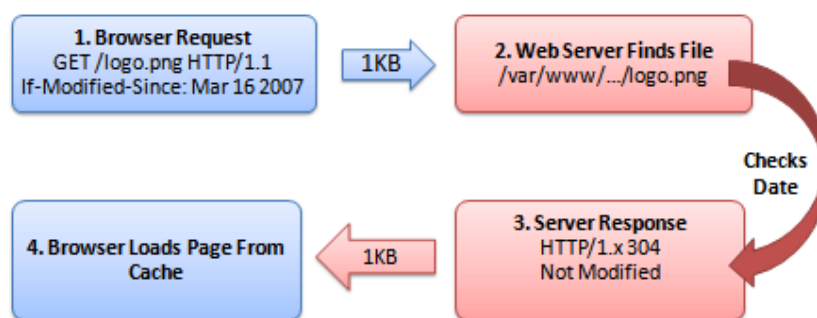 1. Browser Request
GET /logo.png HTTP/1.1
If-Modified-Since: Mar 16 2007
1KB
2. Web Server Finds File
/var/www/.../logo.png
Checks
Date
3. Server Response
HTTP/1.x 304
Not Modified
1KB
4. Browser Loads Page From
Cache